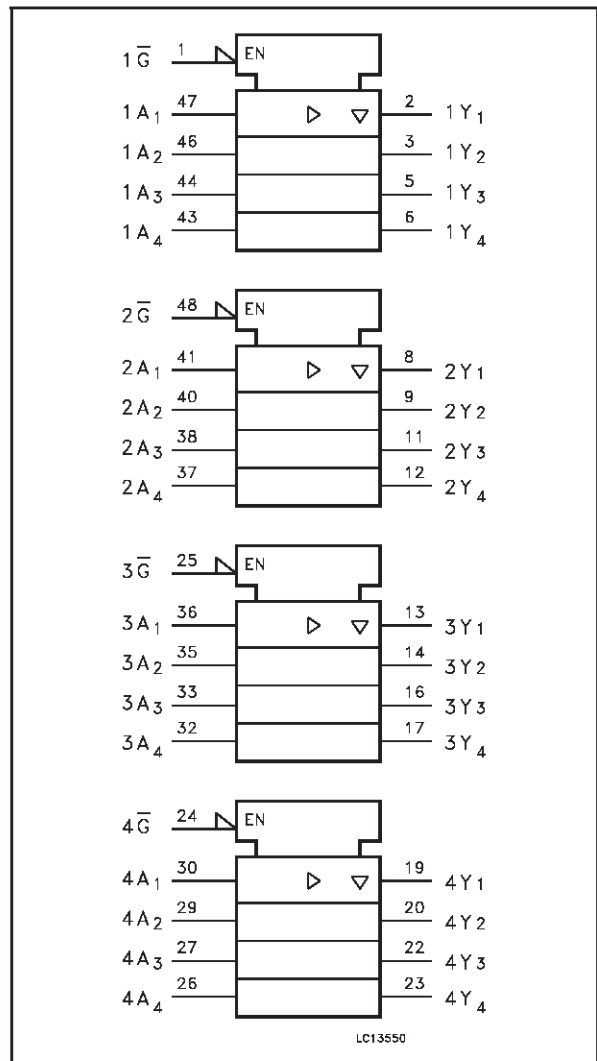 1G̅ 1 EN
1A₁ 47 2 1Y₁
1A₂ 46 3 1Y₂
1A₃ 44 5 1Y₃
1A₄ 43 6 1Y₄
2G̅ 48 EN
2A₁ 41 8 2Y₁
2A₂ 40 9 2Y₂
2A₃ 38 11 2Y₃
2A₄ 37 12 2Y₄
3G̅ 25 EN
3A₁ 36 13 3Y₁
3A₂ 35 14 3Y₂
3A₃ 33 16 3Y₃
3A₄ 32 17 3Y₄
4G̅ 24 EN
4A₁ 30 19 4Y₁
4A₂ 29 20 4Y₂
4A₃ 27 22 4Y₃
4A₄ 26 23 4Y₄
LC13550